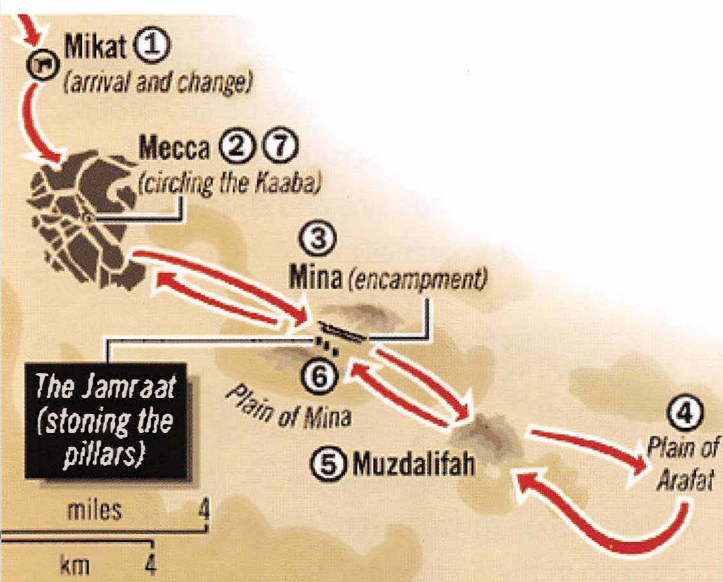 Mikat 1
(arrival and change)
Mecca 2 7
(circling the Kaaba)
3
Mina (encampment)
The Jamraat
(stoning the
pillars)
6
Plain of Mina
4
Plain of
Arafat
5 Muzdalifah
miles 4
km 4